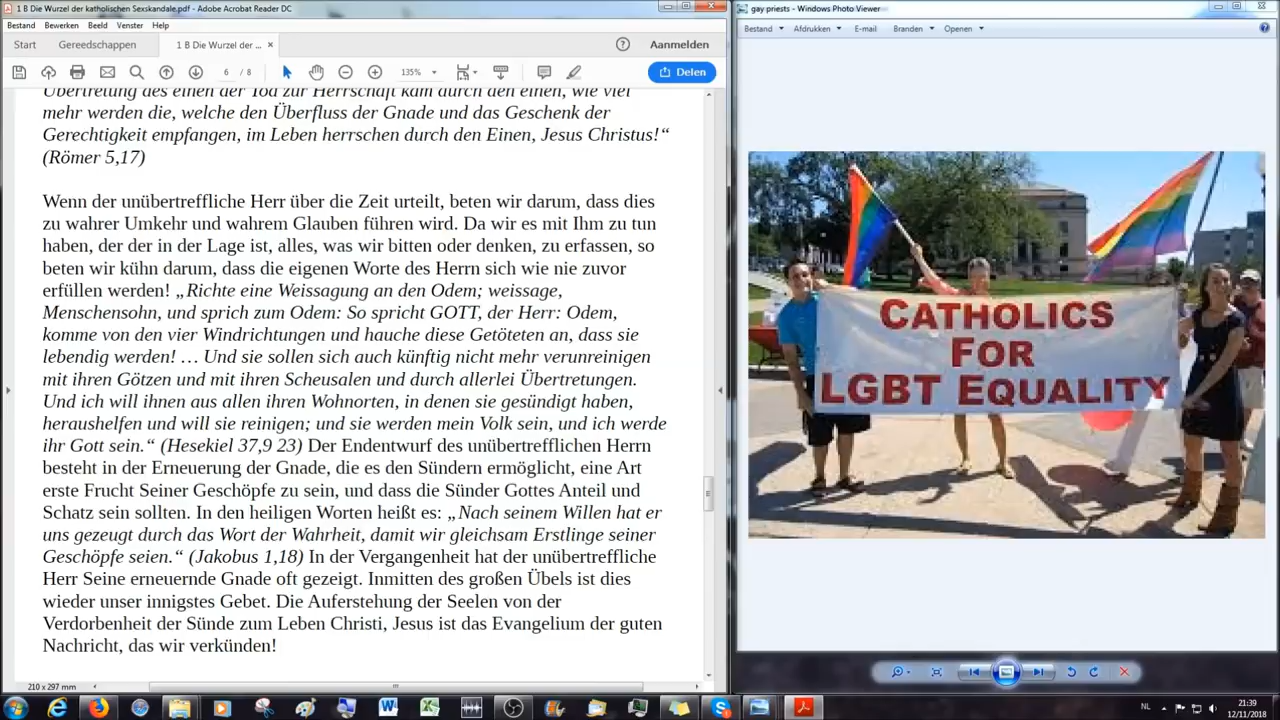 1 B Die Wurzel der katholischen Sexskandale.pdf - Adobe Acrobat Reader DC
Bestand Bewerken Beeld Venster Help
Start Gereedschappen 1 B Die Wurzel der ... × Aanmelden
6 / 8 135% Delen
Übertretung des einen der Tod zur Herrschaft kam durch den einen, wie viel
mehr werden die, welche den Überfluss der Gnade und das Geschenk der
Gerechtigkeit empfangen, im Leben herrschen durch den Einen, Jesus Christus!“
(Römer 5,17)
Wenn der unübertreffliche Herr über die Zeit urteilt, beten wir darum, dass dies
zu wahrer Umkehr und wahrem Glauben führen wird. Da wir es mit Ihm zu tun
haben, der der in der Lage ist, alles, was wir bitten oder denken, zu erfassen, so
beten wir kühn darum, dass die eigenen Worte des Herrn sich wie nie zuvor
erfüllen werden! „Richte eine Weissagung an den Odem; weissage,
Menschensohn, und sprich zum Odem: So spricht GOTT, der Herr: Odem,
komme von den vier Windrichtungen und hauche diese Getöteten an, dass sie
lebendig werden! … Und sie sollen sich auch künftig nicht mehr verunreinigen
mit ihren Götzen und mit ihren Scheusalen und durch allerlei Übertretungen.
Und ich will ihnen aus allen ihren Wohnorten, in denen sie gesündigt haben,
heraushelfen und will sie reinigen; und sie werden mein Volk sein, und ich werde
ihr Gott sein.“ (Hesekiel 37,9 23) Der Endentwurf des unübertrefflichen Herrn
besteht in der Erneuerung der Gnade, die es den Sündern ermöglicht, eine Art
erste Frucht Seiner Geschöpfe zu sein, und dass die Sünder Gottes Anteil und
Schatz sein sollten. In den heiligen Worten heißt es: „Nach seinem Willen hat er
uns gezeugt durch das Wort der Wahrheit, damit wir gleichsam Erstlinge seiner
Geschöpfe seien.“ (Jakobus 1,18) In der Vergangenheit hat der unübertreffliche
Herr Seine erneuernde Gnade oft gezeigt. Inmitten des großen Übels ist dies
wieder unser innigstes Gebet. Die Auferstehung der Seelen von der
Verdorbenheit der Sünde zum Leben Christi, Jesus ist das Evangelium der guten
Nachricht, das wir verkünden!
210 x 297 mm
gay priests - Windows Photo Viewer
Bestand Afdrukken E-mail Branden Openen
CATHOLICS
FOR
LGBT EQUALITY
NL
21:39
12/11/2018